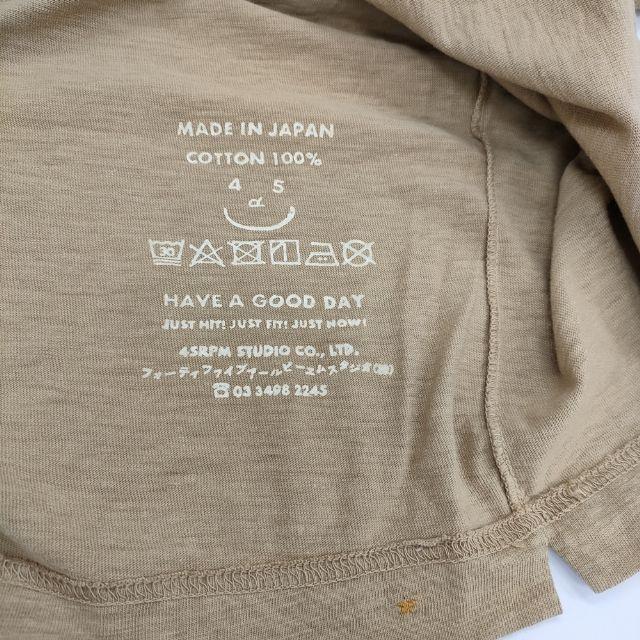 MADE IN JAPAN
COTTON 100%
4 5
30
HAVE A GOOD DAY
JUST HIT! JUST FIT! JUST NOW!
45RPM STUDIO CO., LTD.
フォーティファイブアールピーエムスタジオ(株)
☎03 3498 2245